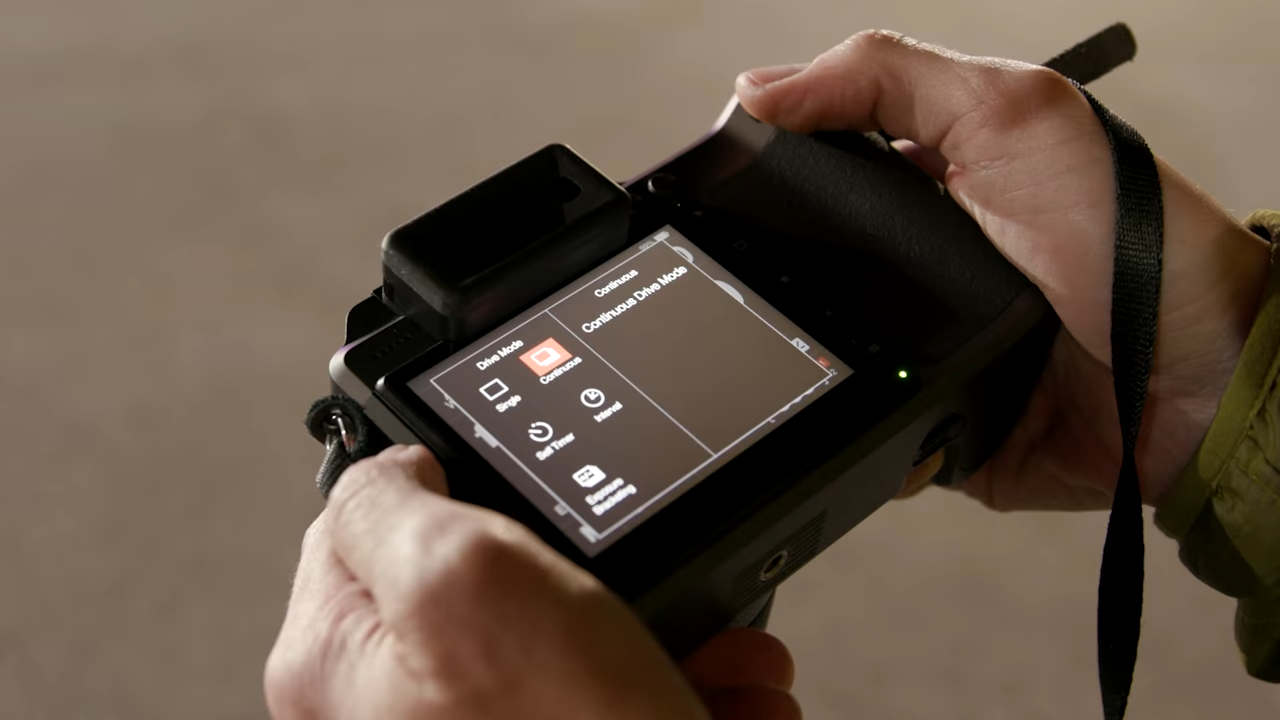 Continuous
Continuous Drive Mode
Drive Mode
Single
Continuous
Self Timer
Interval
Exposure
Bracketing